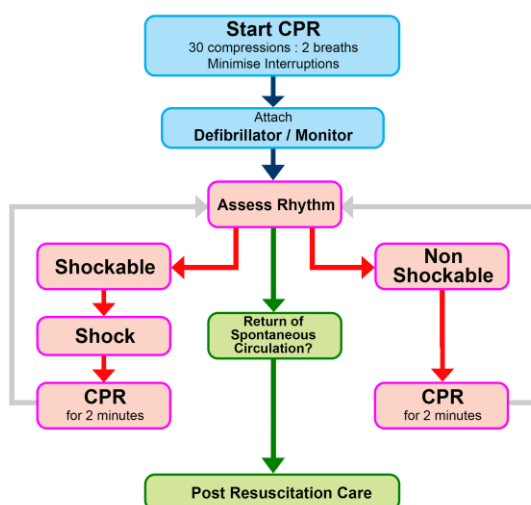 Start CPR
30 compressions : 2 breaths
Minimise Interruptions
Attach
Defibrillator / Monitor
Assess Rhythm
Shockable
Non
Shockable
Shock
Return of
Spontaneous
Circulation?
CPR
for 2 minutes
CPR
for 2 minutes
Post Resuscitation Care